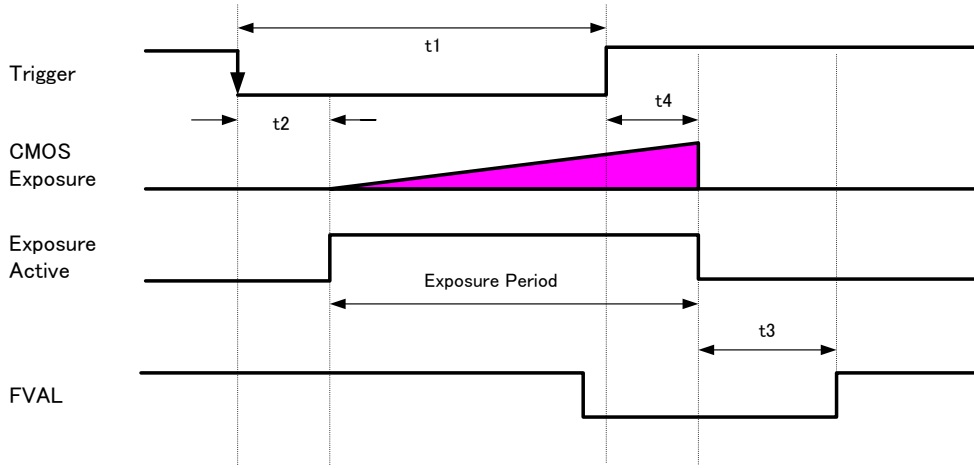 t1
Trigger
t4
t2
CMOS
Exposure
Exposure
Active
Exposure Period
t3
FVAL